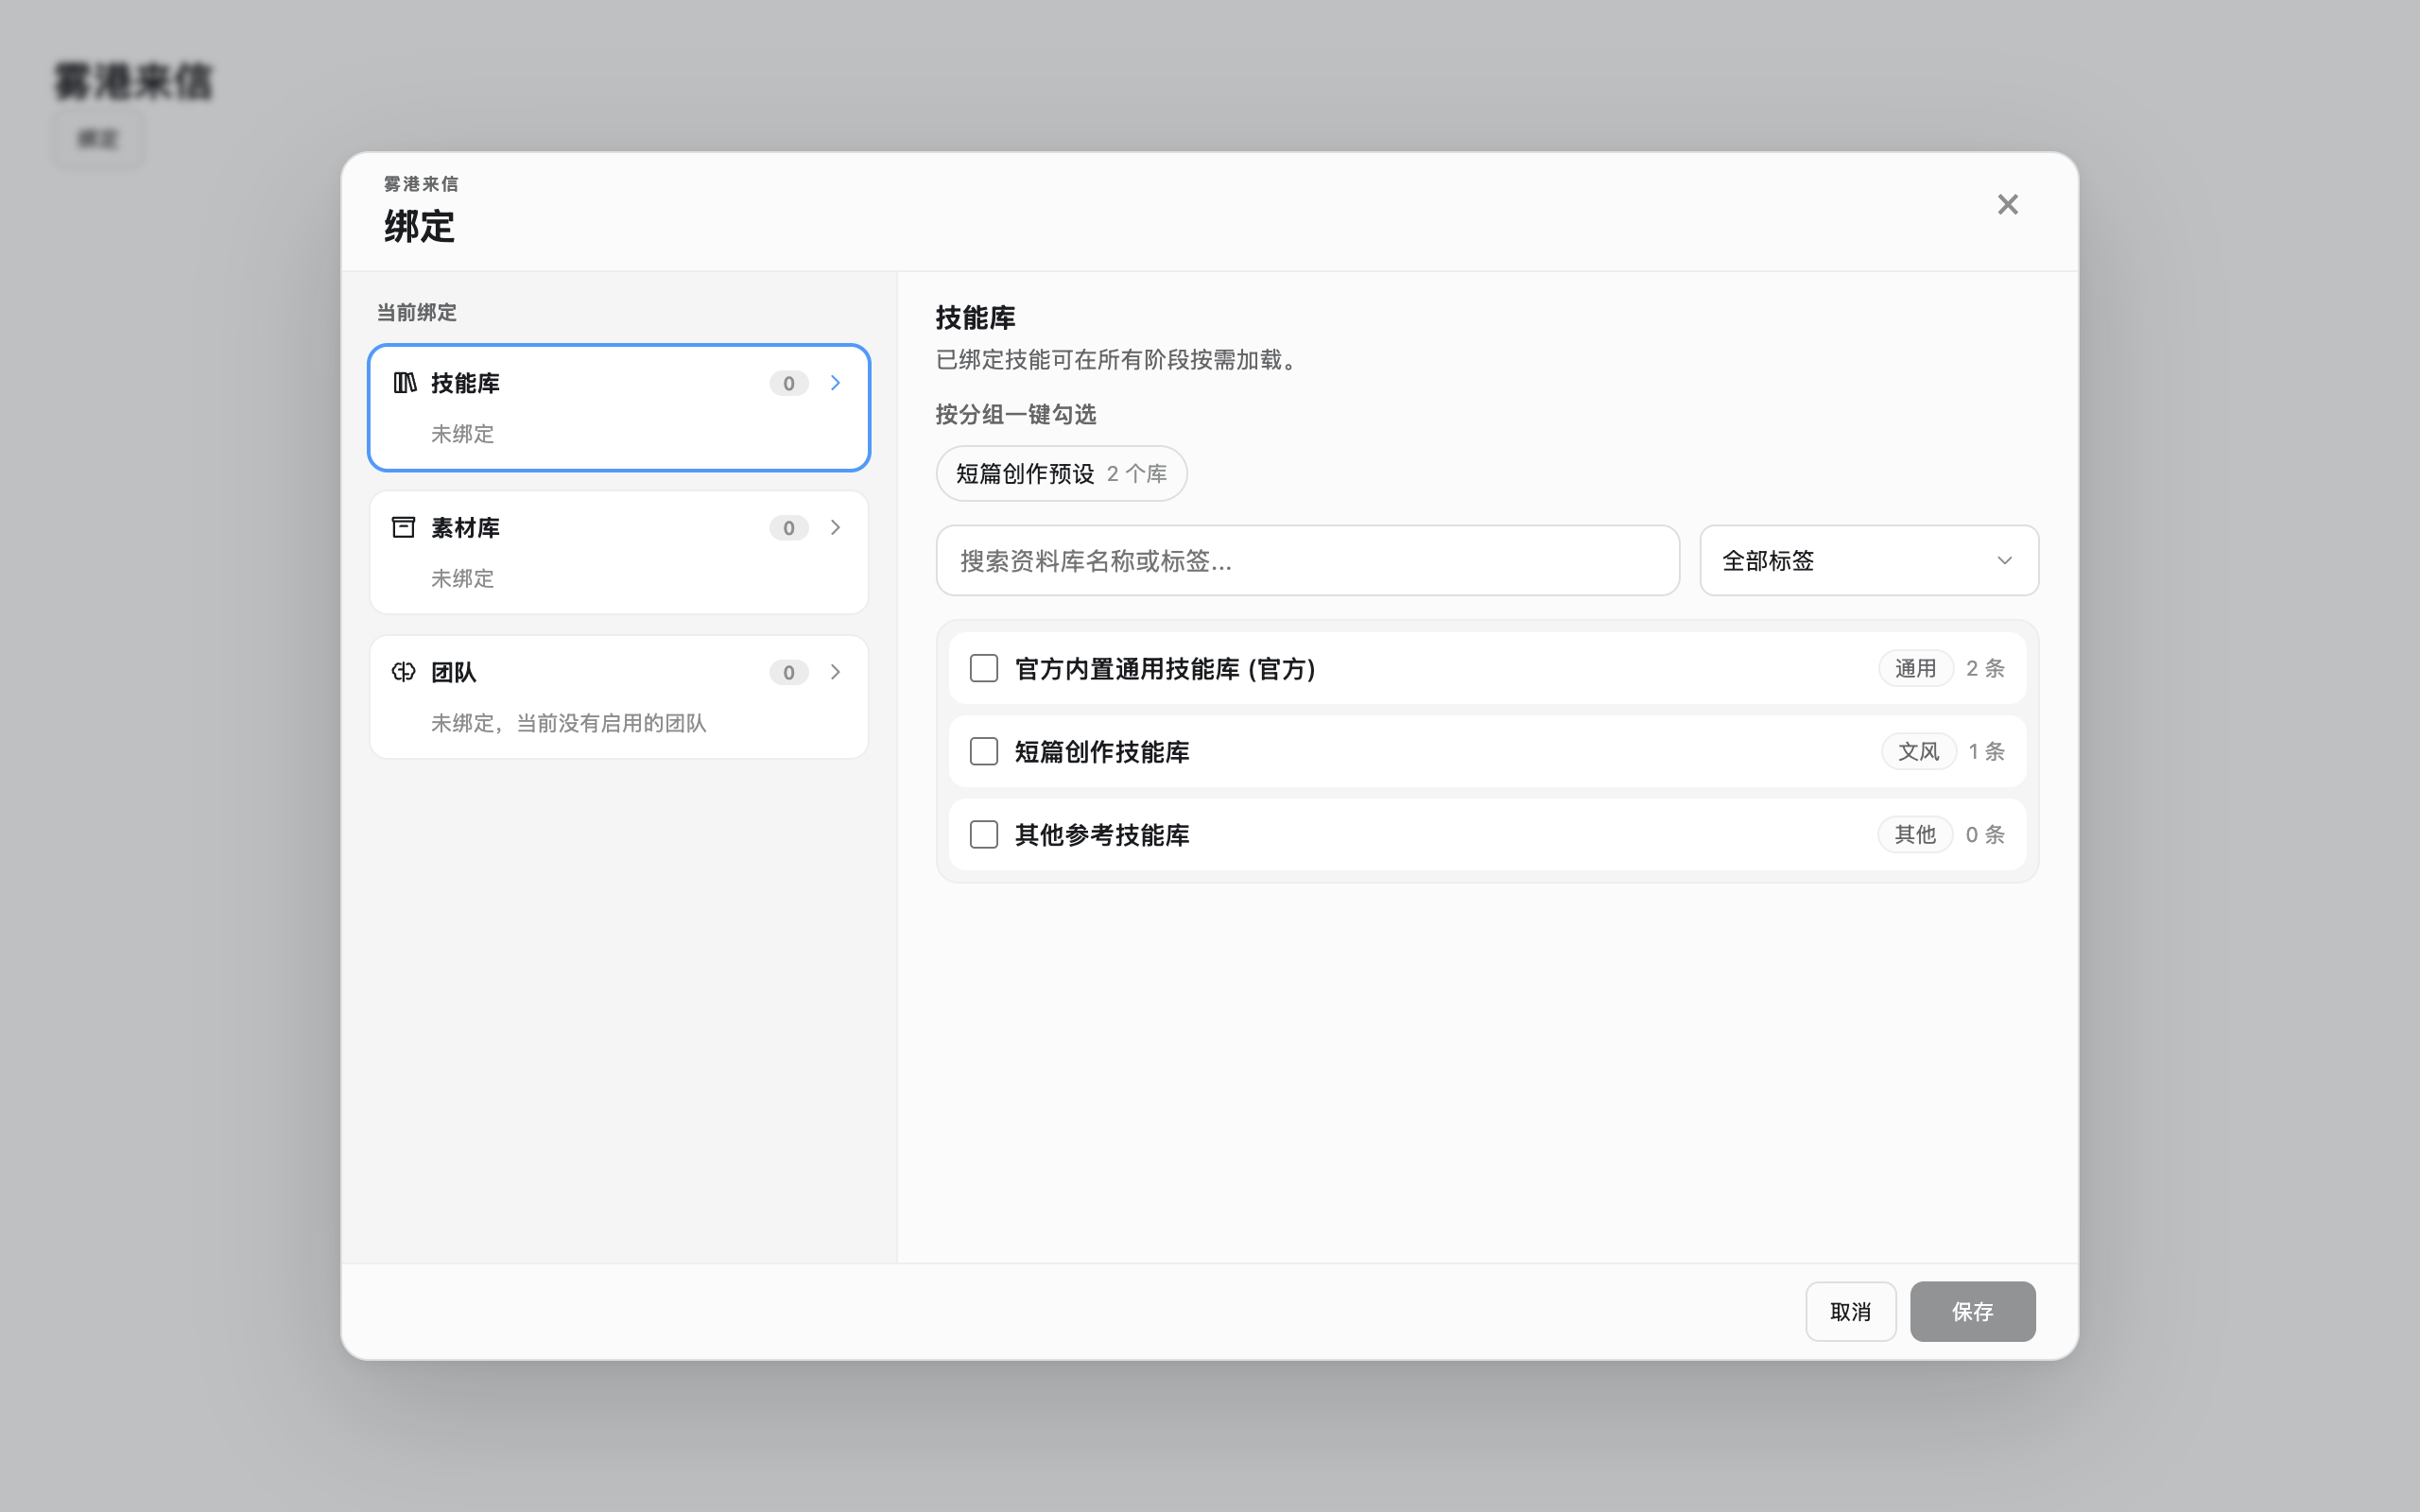 雾港来信
绑定
雾港来信
绑定
当前绑定
技能库 0
未绑定
素材库 0
未绑定
团队 0
未绑定，当前没有启用的团队
技能库
已绑定技能可在所有阶段按需加载。
按分组一键勾选
短篇创作预设 2 个库
搜索资料库名称或标签...
全部标签
官方内置通用技能库 (官方) 通用 2 条
短篇创作技能库 文风 1 条
其他参考技能库 其他 0 条
取消 保存